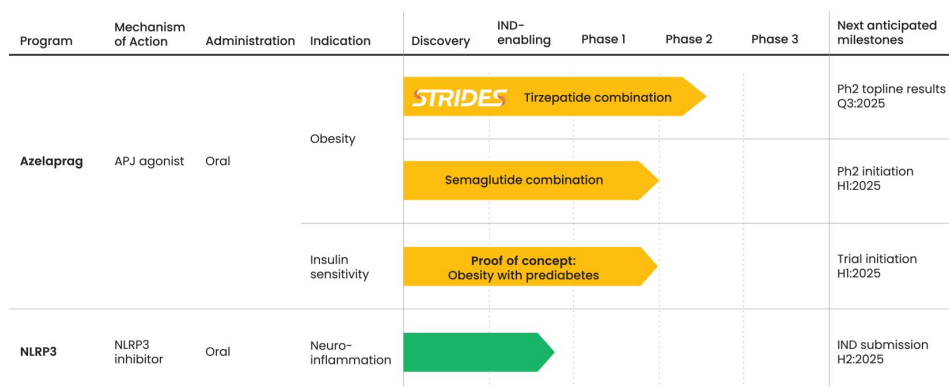 Program
Mechanism
of Action
Administration
Indication
Discovery
IND-
enabling
Phase 1
Phase 2
Phase 3
Next anticipated
milestones
Azelaprag
APJ agonist
Oral
Obesity
STRIDES
Tirzepatide combination
Ph2 topline results
Q3:2025
Semaglutide combination
Ph2 initiation
H1:2025
Insulin
sensitivity
Proof of concept:
Obesity with prediabetes
Trial initiation
H1:2025
NLRP3
NLRP3
inhibitor
Oral
Neuro-
inflammation
IND submission
H2:2025